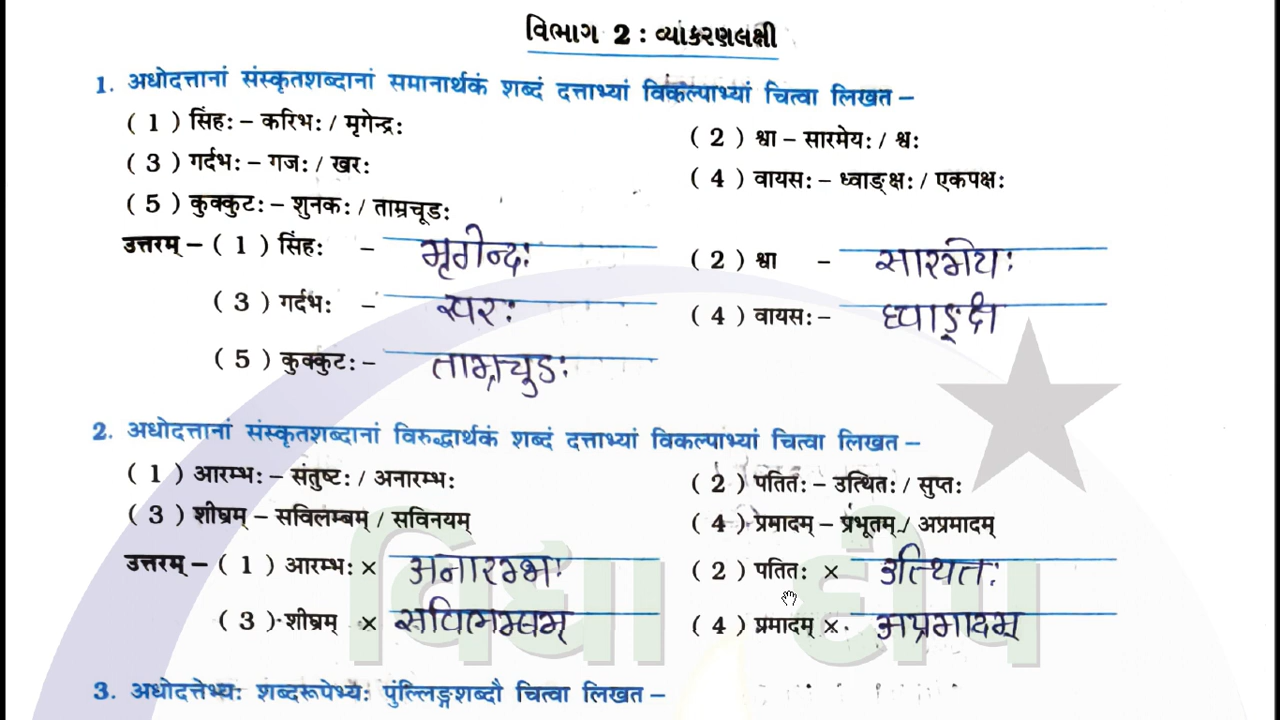 વિભાગ 2 : વ્યાકરણલક્ષી
1. अधोदत्तानां संस्कृतशब्दानां समानार्थकं शब्दं दत्ताभ्यां विकल्पाभ्यां चित्वा लिखत –
( 1 ) सिंहः – करिभः / मृगेन्द्रः
( 2 ) श्वा – सारमेयः / श्वः
( 3 ) गर्दभः – गजः / खरः
( 4 ) वायसः – ध्वाङ्क्षः / एकपक्षः
( 5 ) कुक्कुटः – शुनकः / ताम्रचूडः
उत्तरम् – ( 1 ) सिंहः – मृगेन्द्रः
( 2 ) श्वा – सारमेयः
( 3 ) गर्दभः – खरः
( 4 ) वायसः – ध्वाङ्क्ष
( 5 ) कुक्कुटः – ताम्रचुडः
2. अधोदत्तानां संस्कृतशब्दानां विरुद्धार्थकं शब्दं दत्ताभ्यां विकल्पाभ्यां चित्वा लिखत –
( 1 ) आरम्भः – संतुष्टः / अनारम्भः
( 2 ) पतितः – उत्थितः / सुप्तः
( 3 ) शीघ्रम् – सविलम्बम् / सविनयम्
( 4 ) प्रमादम् – प्रभूतम् / अप्रमादम्
उत्तरम् – ( 1 ) आरम्भः × अनारम्भः
( 2 ) पतितः × उत्थितः
( 3 ) शीघ्रम् × सविलम्बम्
( 4 ) प्रमादम् × अप्रमादम्
વિદ્યા દીપ
3. अधोदत्तेभ्यः शब्दरूपेभ्यः पुंल्लिङ्गशब्दौ चित्वा लिखत –